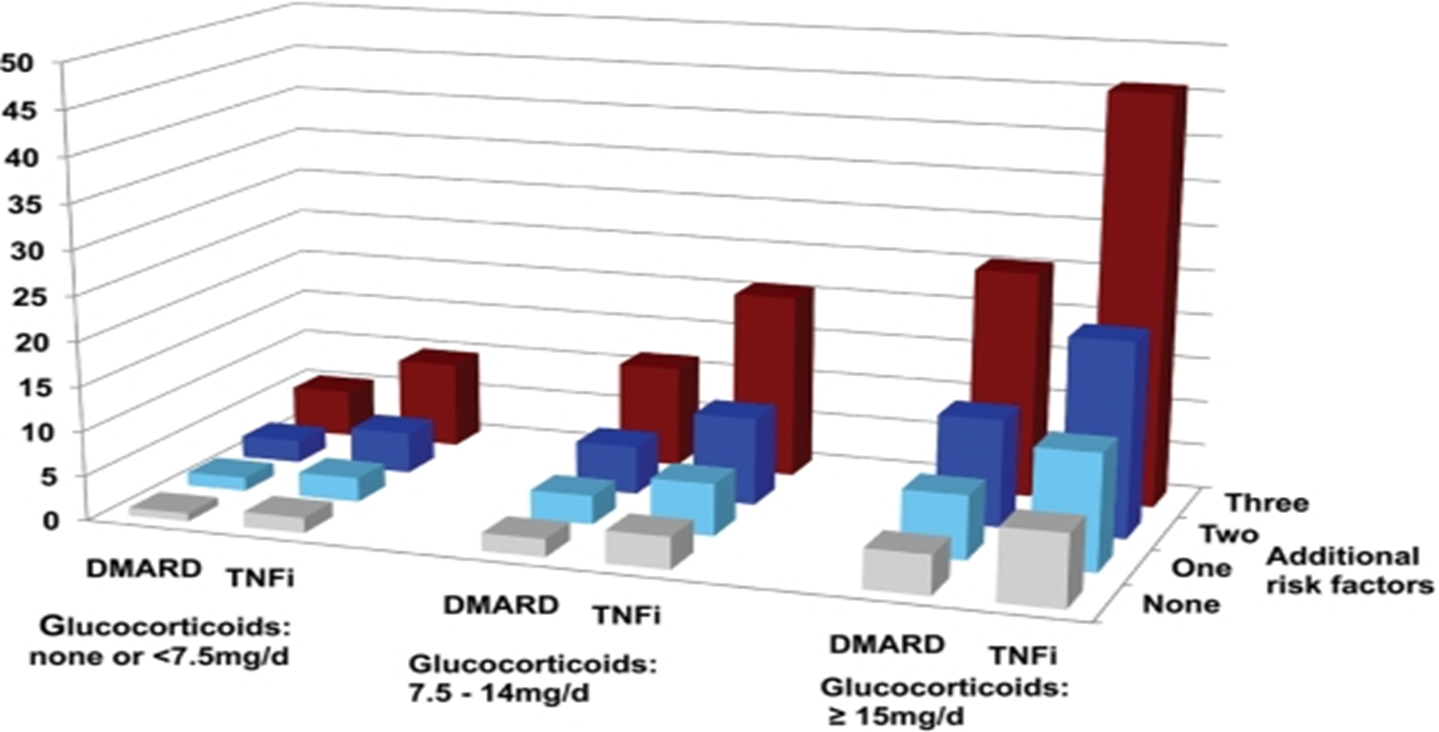 50
45
40
35
30
25
20
15
10
5
0
DMARD
TNFi
Glucocorticoids:
none or <7.5mg/d
DMARD
TNFi
Glucocorticoids:
7.5 - 14mg/d
DMARD
TNFi
Glucocorticoids:
≥ 15mg/d
Three
Two
One
None
Additional
risk factors